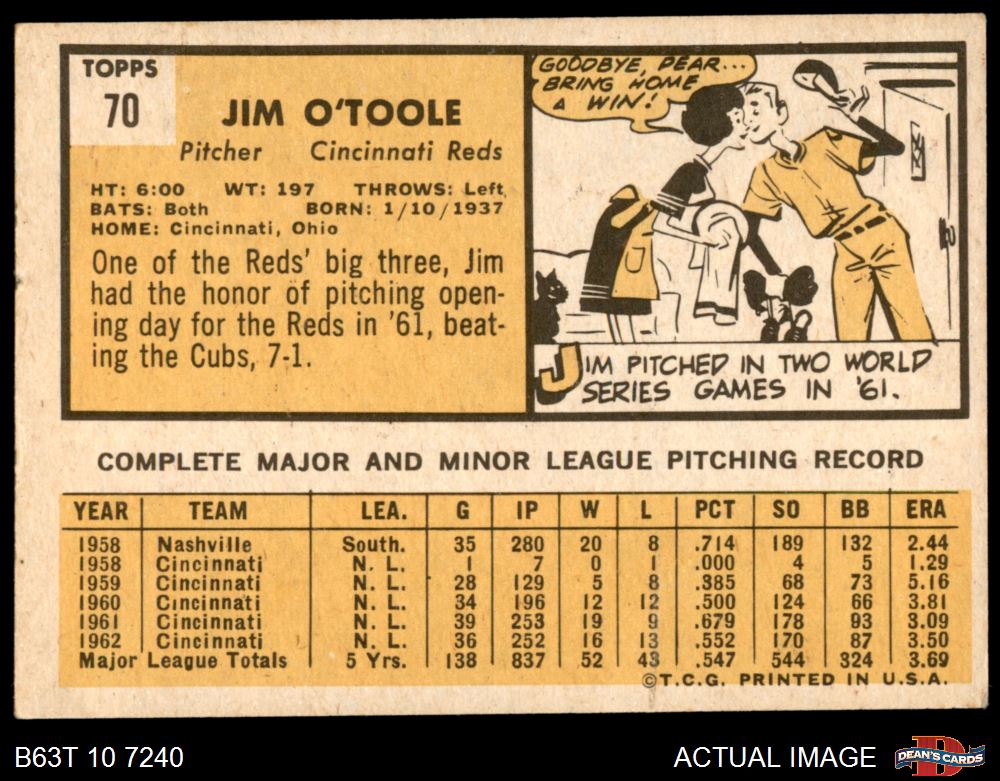 TOPPS
70
JIM O'TOOLE
Pitcher Cincinnati Reds
HT: 6:00 WT: 197 THROWS: Left
BATS: Both BORN: 1/10/1937
HOME: Cincinnati, Ohio
One of the Reds' big three, Jim
had the honor of pitching open-
ing day for the Reds in '61, beat-
ing the Cubs, 7-1.
GOODBYE, DEAR...
BRING HOME
A WIN!
JIM PITCHED IN TWO WORLD
SERIES GAMES IN '61.
COMPLETE MAJOR AND MINOR LEAGUE PITCHING RECORD
YEAR TEAM LEA. G IP W L PCT SO BB ERA
1958 Nashville South. 35 280 20 8 .714 189 132 2.44
1958 Cincinnati N. L. 1 7 0 1 .000 4 5 1.29
1959 Cincinnati N. L. 28 129 5 8 .385 68 73 5.16
1960 Cincinnati N. L. 34 196 12 12 .500 124 66 3.81
1961 Cincinnati N. L. 39 253 19 9 .679 178 93 3.09
1962 Cincinnati N. L. 36 252 16 13 .552 170 87 3.50
Major League Totals 5 Yrs. 138 837 52 43 .547 544 324 3.69
©T.C.G. PRINTED IN U.S.A.
B63T 10 7240
ACTUAL IMAGE
DEAN'S CARDS